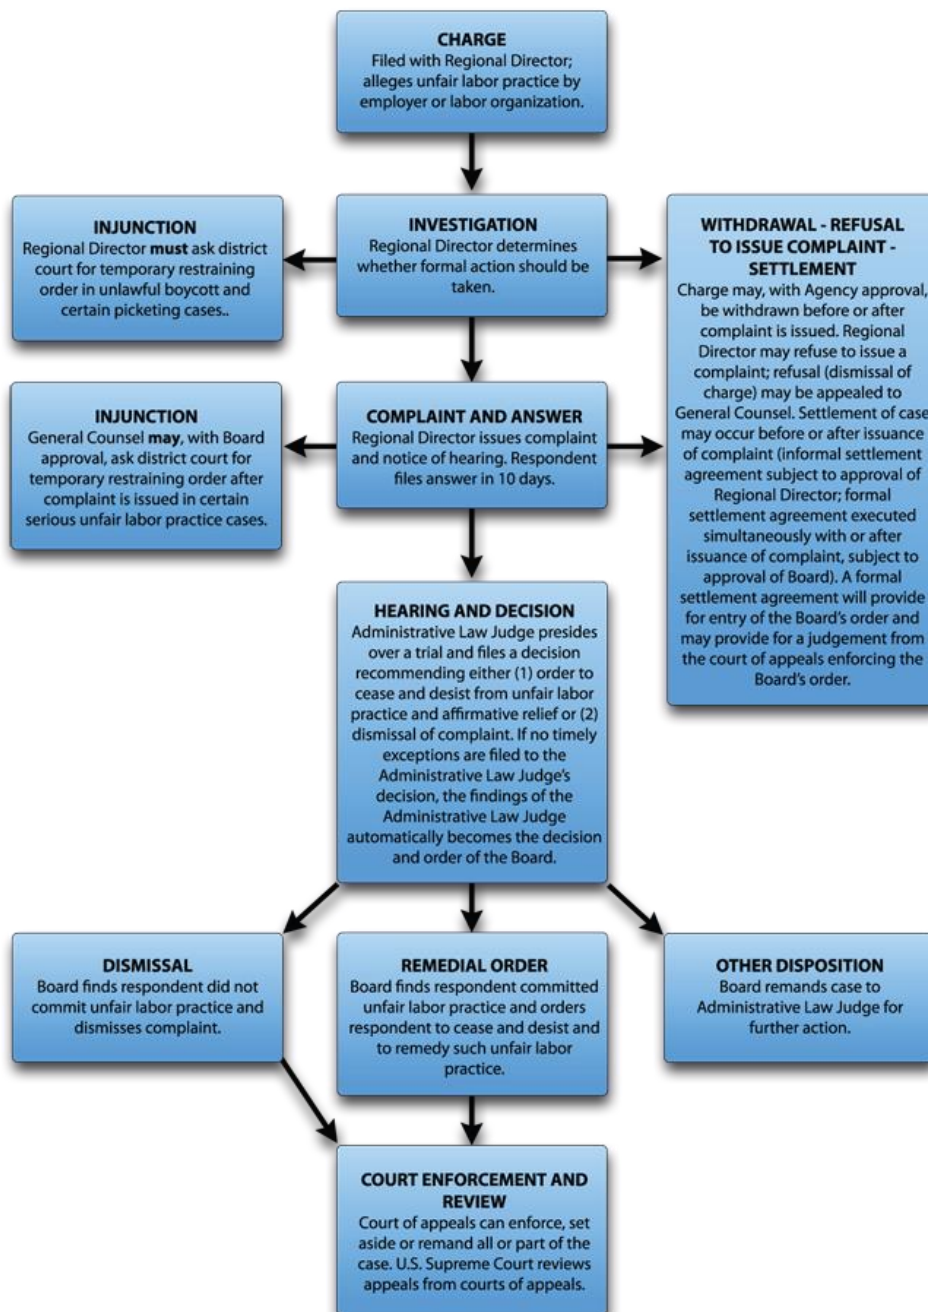 CHARGE
Filed with Regional Director;
alleges unfair labor practice by
employer or labor organization.
INJUNCTION
Regional Director must ask district
court for temporary restraining
order in unlawful boycott and
certain picketing cases..
INVESTIGATION
Regional Director determines
whether formal action should be
taken.
WITHDRAWAL - REFUSAL
TO ISSUE COMPLAINT -
SETTLEMENT
Charge may, with Agency approval,
be withdrawn before or after
complaint is issued. Regional
Director may refuse to issue a
complaint; refusal (dismissal of
charge) may be appealed to
General Counsel. Settlement of case
may occur before or after issuance
of complaint (informal settlement
agreement subject to approval of
Regional Director; formal
settlement agreement executed
simultaneously with or after
issuance of complaint, subject to
approval of Board). A formal
settlement agreement will provide
for entry of the Board's order and
may provide for a judgement from
the court of appeals enforcing the
Board's order.
INJUNCTION
General Counsel may, with Board
approval, ask district court for
temporary restraining order after
complaint is issued in certain
serious unfair labor practice cases.
COMPLAINT AND ANSWER
Regional Director issues complaint
and notice of hearing. Respondent
files answer in 10 days.
HEARING AND DECISION
Administrative Law Judge presides
over a trial and files a decision
recommending either (1) order to
cease and desist from unfair labor
practice and affirmative relief or (2)
dismissal of complaint. If no timely
exceptions are filed to the
Administrative Law Judge's
decision, the findings of the
Administrative Law Judge
automatically becomes the decision
and order of the Board.
DISMISSAL
Board finds respondent did not
commit unfair labor practice and
dismisses complaint.
REMEDIAL ORDER
Board finds respondent committed
unfair labor practice and orders
respondent to cease and desist and
to remedy such unfair labor
practice.
OTHER DISPOSITION
Board remands case to
Administrative Law Judge for
further action.
COURT ENFORCEMENT AND
REVIEW
Court of appeals can enforce, set
aside or remand all or part of the
case. U.S. Supreme Court reviews
appeals from courts of appeals.